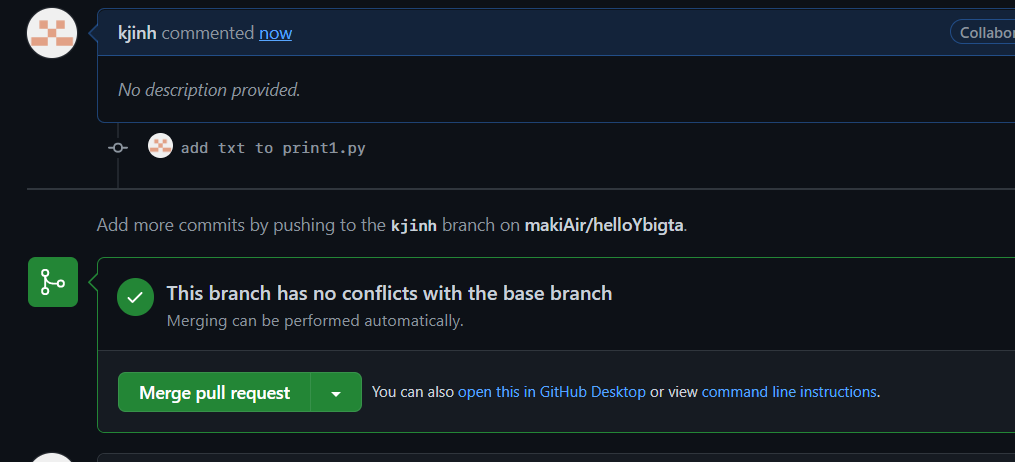 kjinh commented now
Collabor
No description provided.
add txt to print1.py
Add more commits by pushing to the kjinh branch on makiAir/helloYbigta.
This branch has no conflicts with the base branch
Merging can be performed automatically.
Merge pull request
You can also open this in GitHub Desktop or view command line instructions.